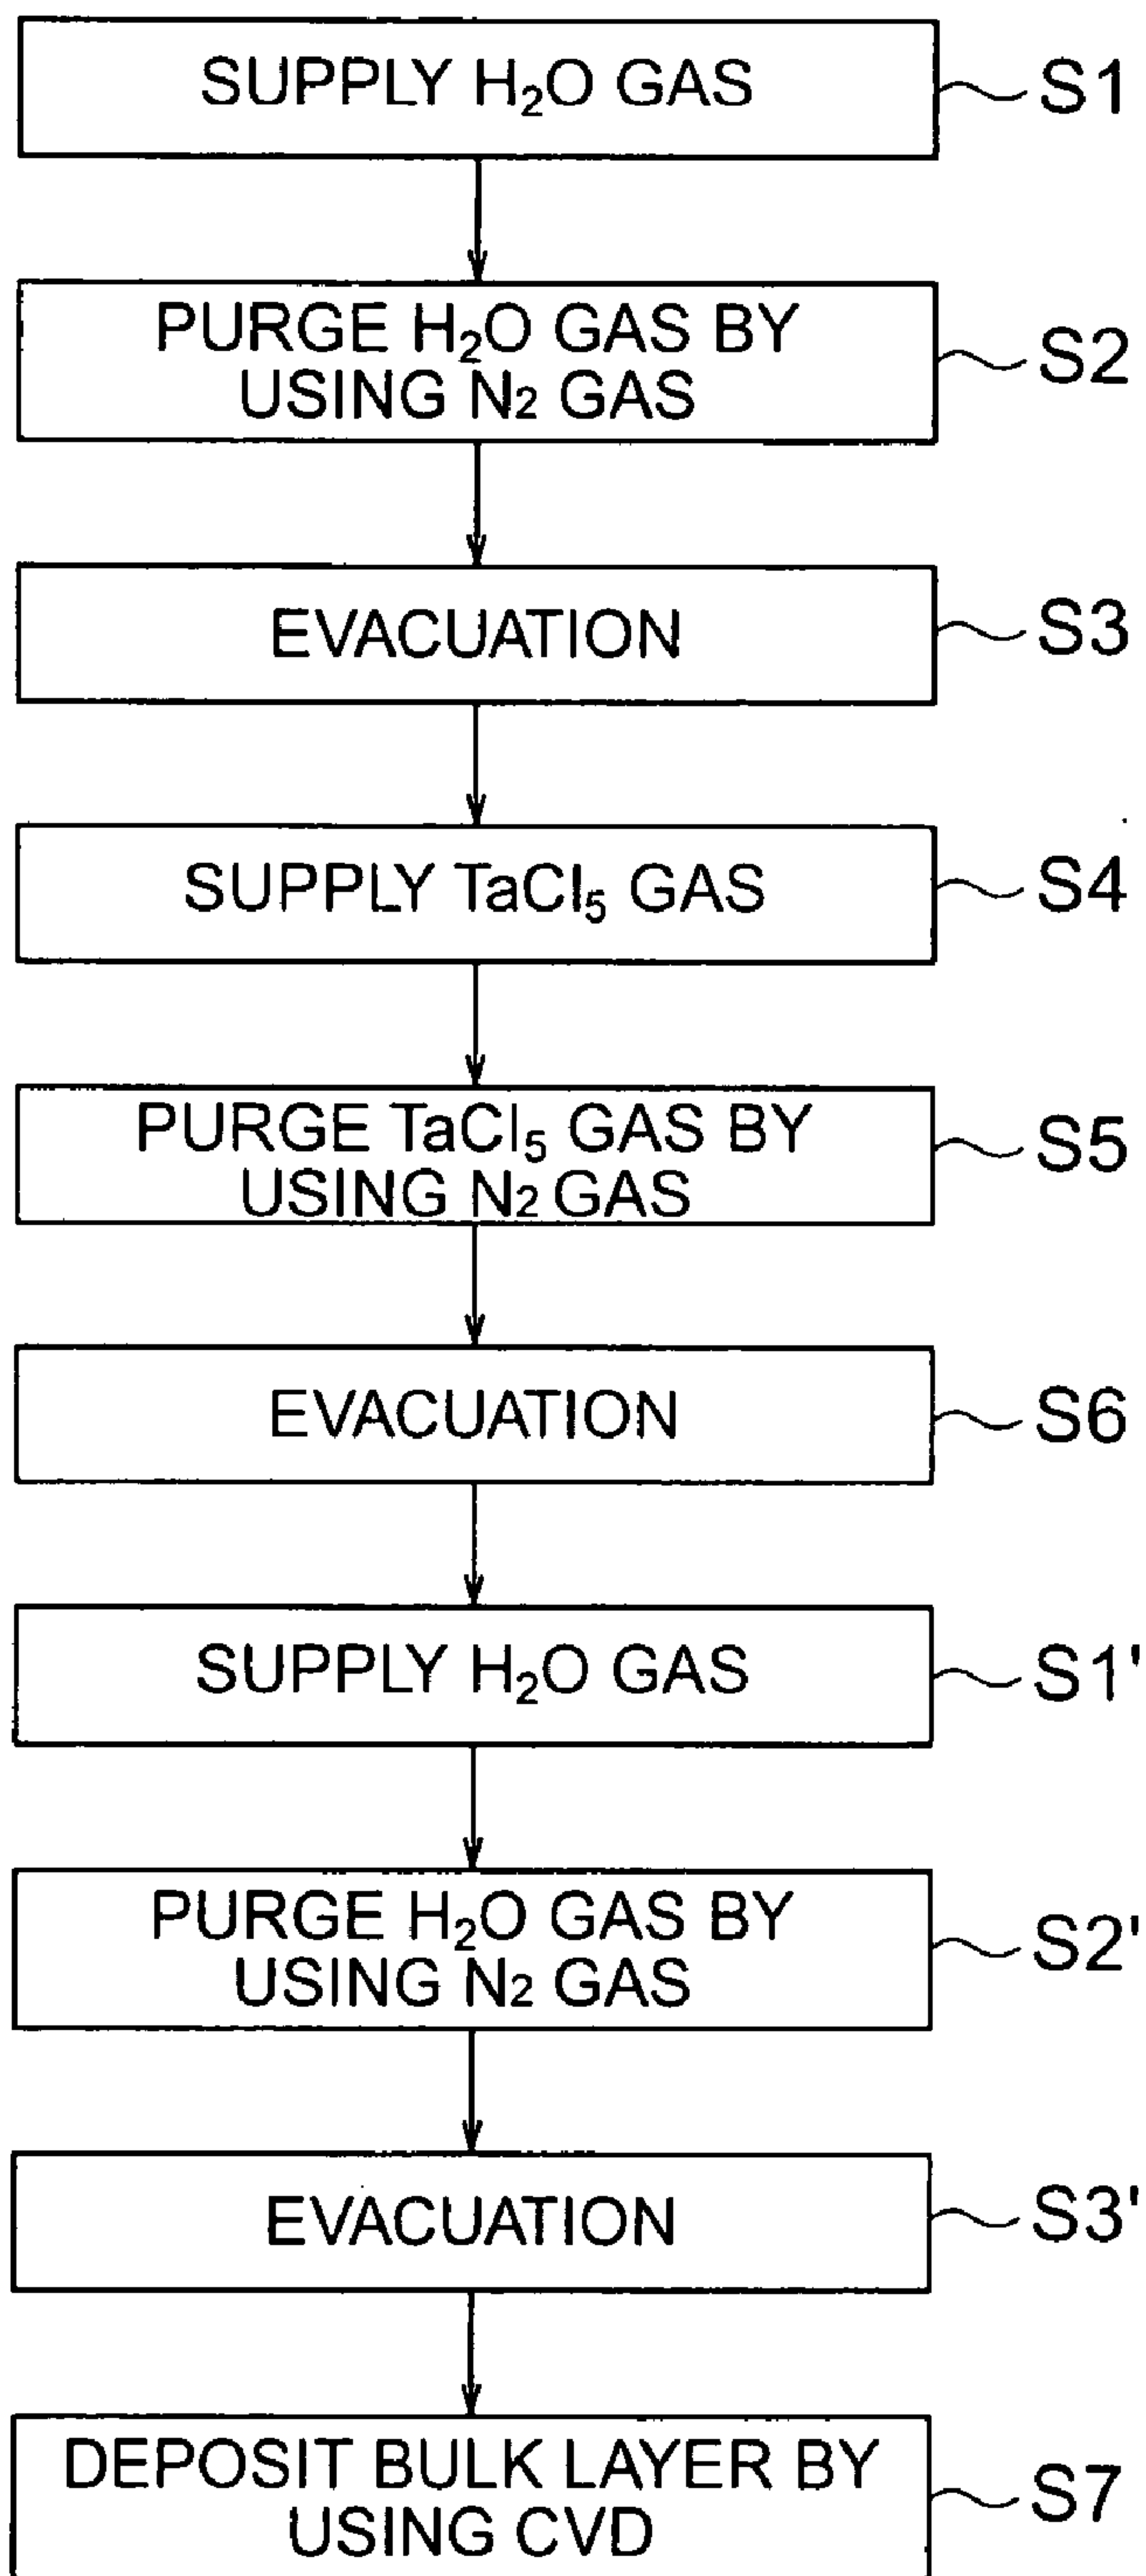 SUPPLY H₂O GAS
S1
PURGE H₂O GAS BY
USING N₂ GAS
S2
EVACUATION
S3
SUPPLY TaCl₅ GAS
S4
PURGE TaCl₅ GAS BY
USING N₂ GAS
S5
EVACUATION
S6
SUPPLY H₂O GAS
S1'
PURGE H₂O GAS BY
USING N₂ GAS
S2'
EVACUATION
S3'
DEPOSIT BULK LAYER BY
USING CVD
S7